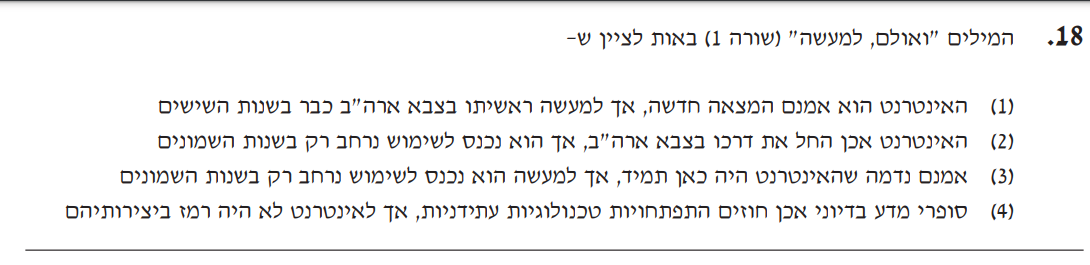 18. המילים "ואולם, למעשה" (שורה 1) באות לציין ש-
(1) האינטרנט הוא אמנם המצאה חדשה, אך למעשה ראשיתו בצבא ארה"ב כבר בשנות השישים
(2) האינטרנט אכן החל את דרכו בצבא ארה"ב, אך הוא נכנס לשימוש נרחב רק בשנות השמונים
(3) אמנם נדמה שהאינטרנט היה כאן תמיד, אך למעשה הוא נכנס לשימוש נרחב רק בשנות השמונים
(4) סופרי מדע בדיוני אכן חוזים התפתחויות טכנולוגיות עתידניות, אך לאינטרנט לא היה רמז ביצירותיהם